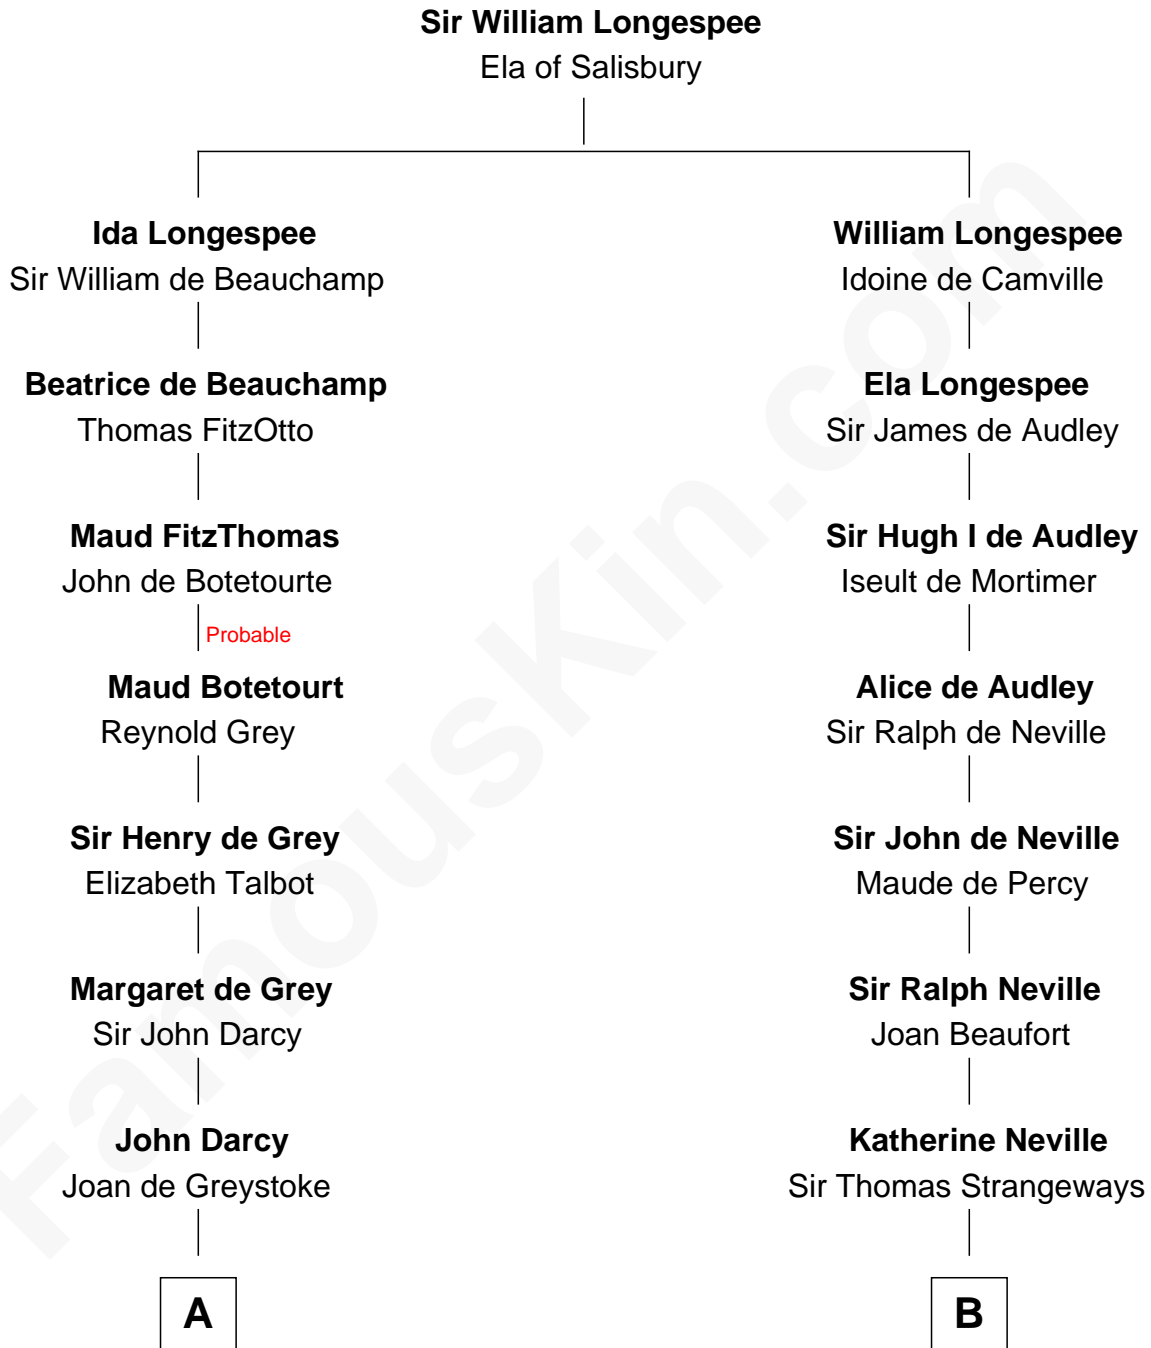 Sir William Longespee
Ela of Salisbury
Ida Longespee
Sir William de Beauchamp
Beatrice de Beauchamp
Thomas FitzOtto
Maud FitzThomas
John de Botetourte
Probable
Maud Botetourt
Reynold Grey
Sir Henry de Grey
Elizabeth Talbot
Margaret de Grey
Sir John Darcy
John Darcy
Joan de Greystoke
A
William Longespee
Idoine de Camville
Ela Longespee
Sir James de Audley
Sir Hugh I de Audley
Iseult de Mortimer
Alice de Audley
Sir Ralph de Neville
Sir John de Neville
Maude de Percy
Sir Ralph Neville
Joan Beaufort
Katherine Neville
Sir Thomas Strangeways
B
FamousKin.com